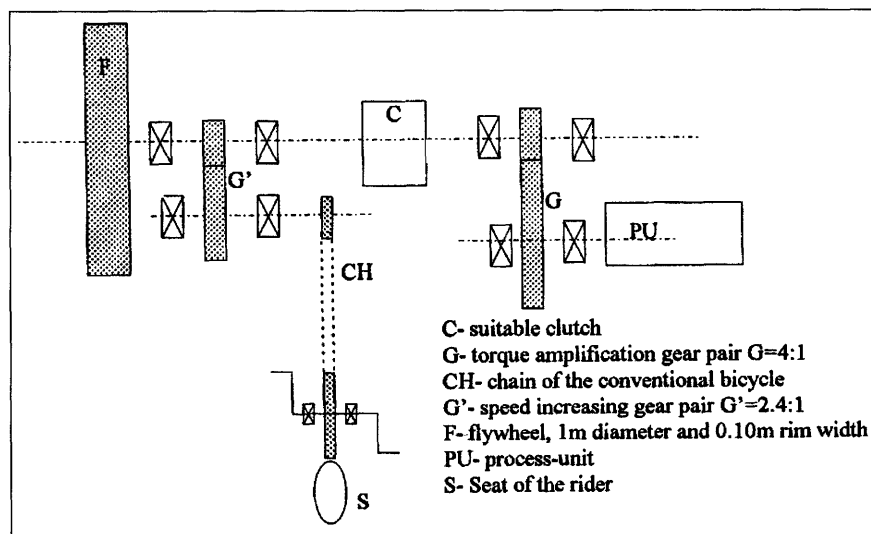 F
C
G'
G
PU
CH
S
C- suitable clutch
G- torque amplification gear pair G=4:1
CH- chain of the conventional bicycle
G'-speed increasing gear pair G'=2.4:1
F-flywheel, 1m diameter and 0.10m rim width
PU- process-unit
S- Seat of the rider